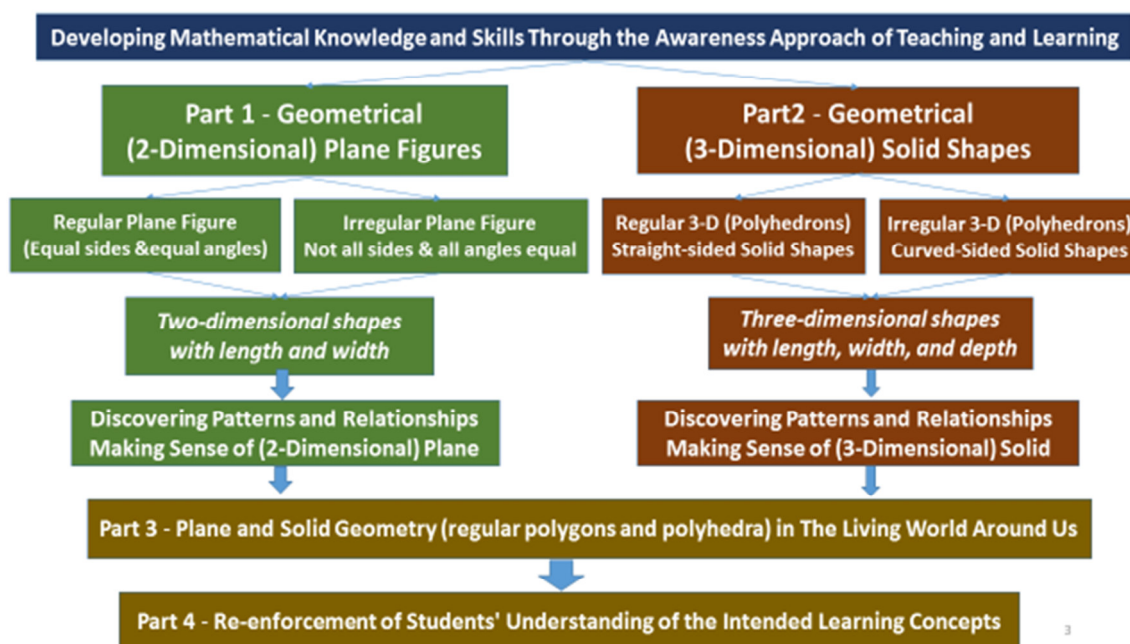 Developing Mathematical Knowledge and Skills Through the Awareness Approach of Teaching and Learning
Part 1 - Geometrical
(2-Dimensional) Plane Figures
Part2 - Geometrical
(3-Dimensional) Solid Shapes
Regular Plane Figure
(Equal sides &equal angles)
Irregular Plane Figure
Not all sides & all angles equal
Regular 3-D (Polyhedrons)
Straight-sided Solid Shapes
Irregular 3-D (Polyhedrons)
Curved-Sided Solid Shapes
Two-dimensional shapes
with length and width
Three-dimensional shapes
with length, width, and depth
Discovering Patterns and Relationships
Making Sense of (2-Dimensional) Plane
Discovering Patterns and Relationships
Making Sense of (3-Dimensional) Solid
Part 3 - Plane and Solid Geometry (regular polygons and polyhedra) in The Living World Around Us
Part 4 - Re-enforcement of Students' Understanding of the Intended Learning Concepts
3